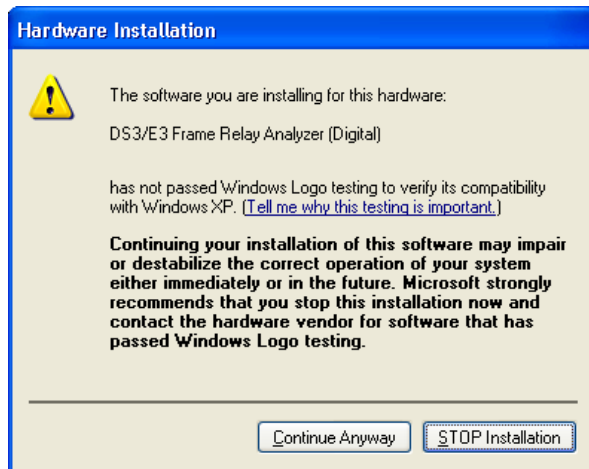 Hardware Installation
The software you are installing for this hardware:
DS3/E3 Frame Relay Analyzer (Digital)
has not passed Windows Logo testing to verify its compatibility
with Windows XP. (Tell me why this testing is important.)
Continuing your installation of this software may impair
or destabilize the correct operation of your system
either immediately or in the future. Microsoft strongly
recommends that you stop this installation now and
contact the hardware vendor for software that has
passed Windows Logo testing.
Continue Anyway
STOP Installation